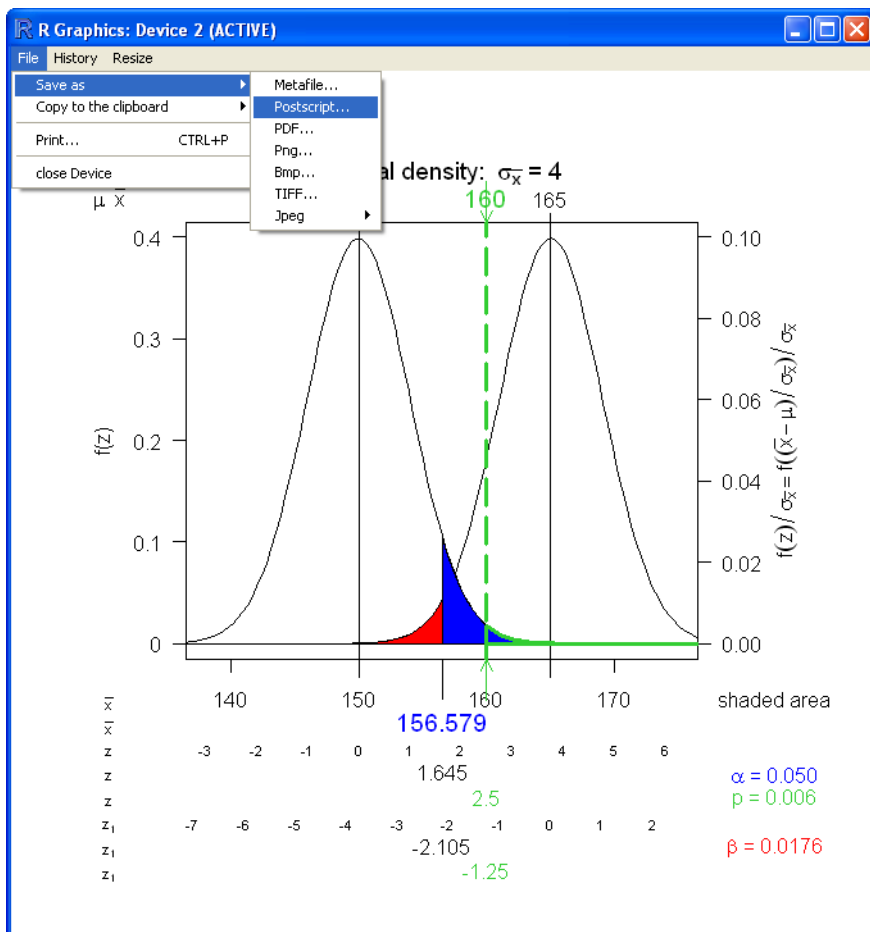 R Graphics: Device 2 (ACTIVE)
File History Resize
Save as
Copy to the clipboard
Print... CTRL+P
close Device
Metafile...
Postscript...
PDF...
Png...
Bmp...
TIFF...
Jpeg
al density: σx̄ = 4
μ x̄ 160 165
0.4 0.10
0.08
0.3
0.06
0.2
0.04
0.1
0.02
0 0.00
f(z)
f(z)/σx̄ = f((x̄ − μ)/σx̄)/σx̄
x̄ 140 150 160 170 shaded area
x̄ 156.579
z -3 -2 -1 0 1 2 3 4 5 6
z 1.645 α = 0.050
z 2.5 p = 0.006
z₁ -7 -6 -5 -4 -3 -2 -1 0 1 2
z₁ -2.105 β = 0.0176
z₁ -1.25